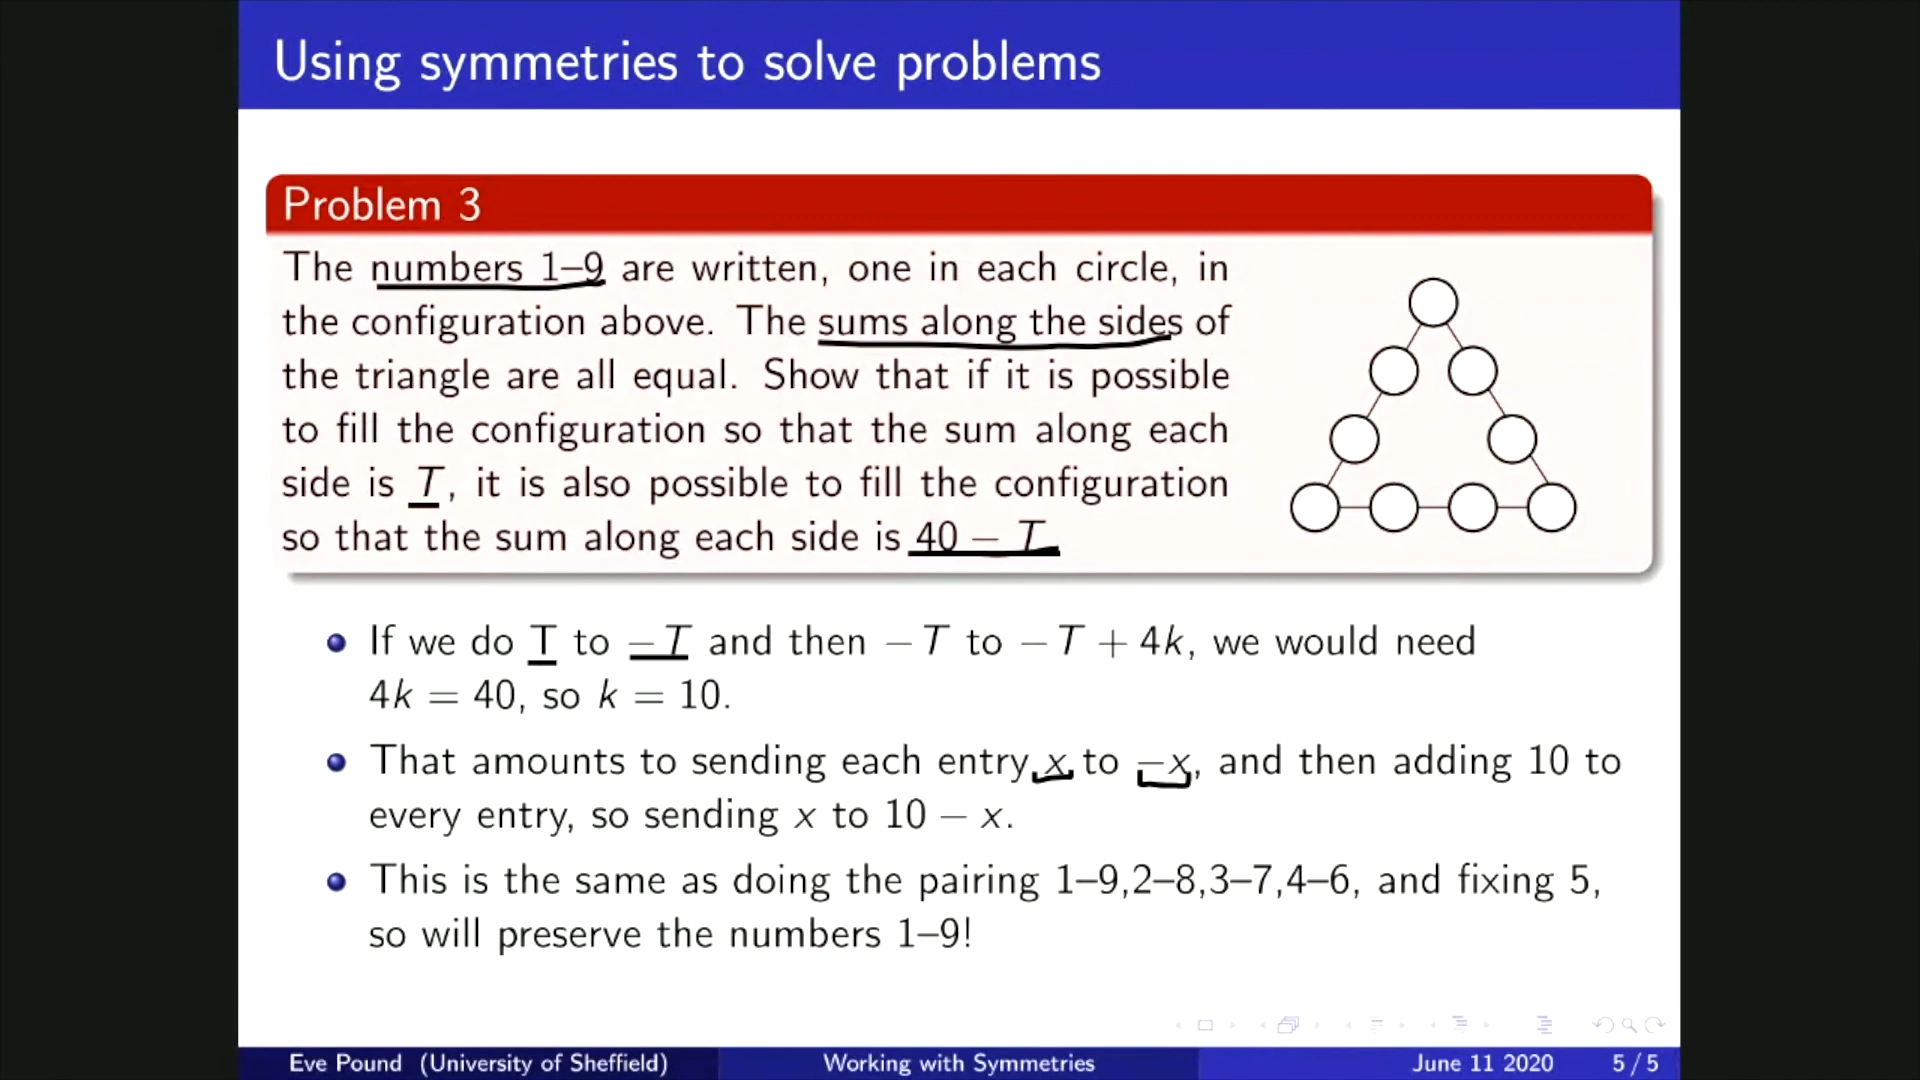 Using symmetries to solve problems
Problem 3
The numbers 1–9 are written, one in each circle, in
the configuration above. The sums along the sides of
the triangle are all equal. Show that if it is possible
to fill the configuration so that the sum along each
side is T, it is also possible to fill the configuration
so that the sum along each side is 40 − T
If we do T to −T and then −T to −T + 4k, we would need
4k = 40, so k = 10.
That amounts to sending each entry x to −x, and then adding 10 to
every entry, so sending x to 10 − x.
This is the same as doing the pairing 1–9,2–8,3–7,4–6, and fixing 5,
so will preserve the numbers 1–9!
Eve Pound (University of Sheffield)
Working with Symmetries
June 11 2020
5 / 5